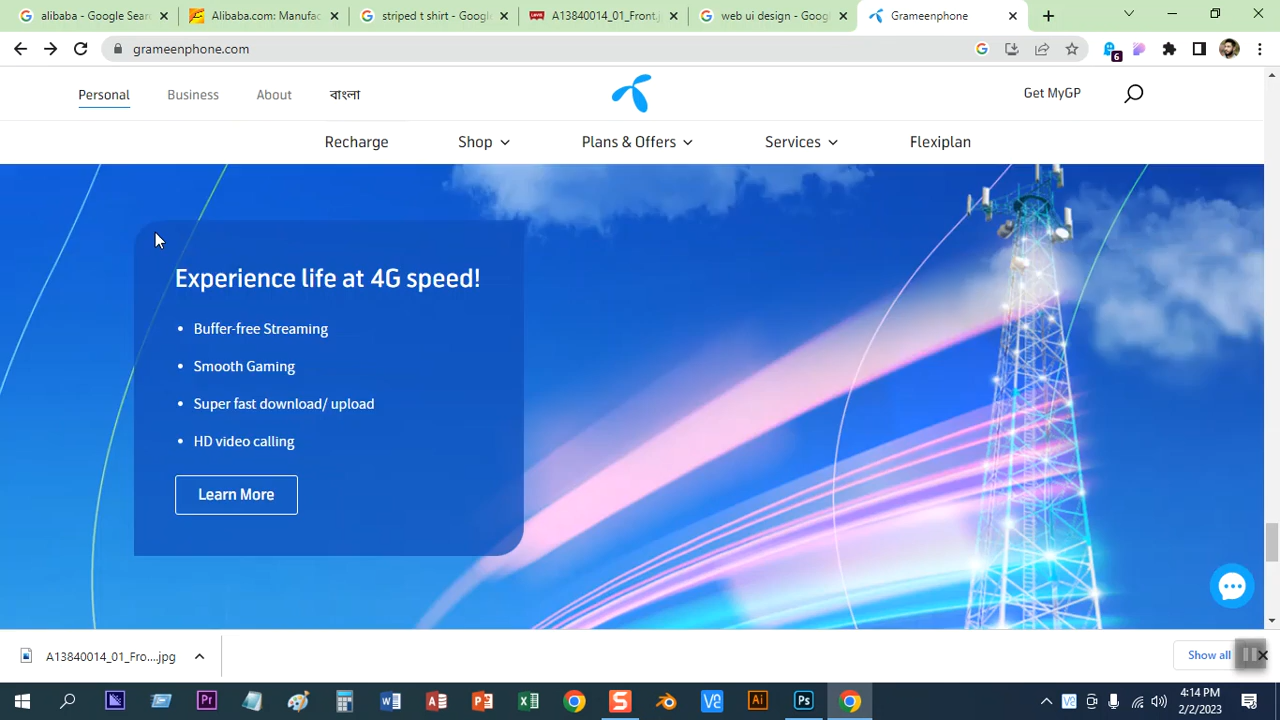 alibaba - Google Sear
Alibaba.com: Manufac
striped t shirt - Google
A13840014_01_Front.j
web ui design - Googl
Grameenphone
grameenphone.com
6
Personal
Business
About
বাংলা
Get MyGP
Recharge
Shop
Plans & Offers
Services
Flexiplan
Experience life at 4G speed!
• Buffer-free Streaming
• Smooth Gaming
• Super fast download/ upload
• HD video calling
Learn More
A13840014_01_Fro....jpg
Show all
4:14 PM
2/2/2023